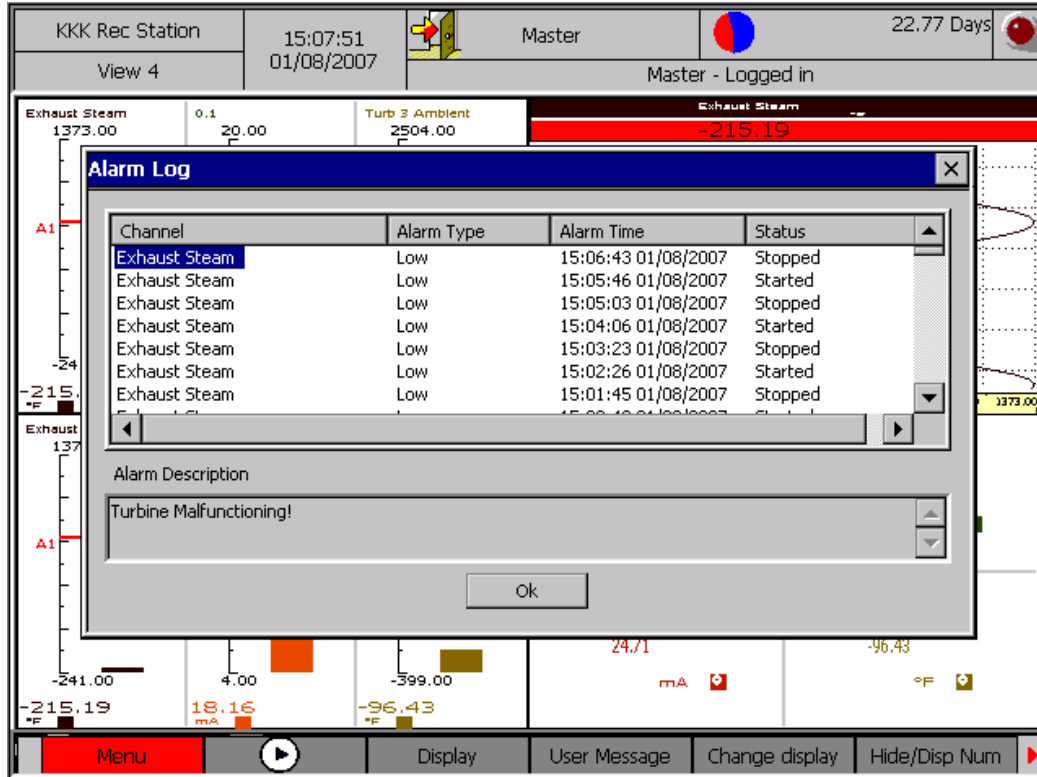 KKK Rec Station
View 4
15:07:51
01/08/2007
Master
22.77 Days
Master - Logged in
Exhaust Steam
1373.00
0.1
20.00
Turb 3 Ambient
2504.00
Exhaust Steam
-215.19
A1
-24
-215.
°F
1373.00
Alarm Log
Channel Alarm Type Alarm Time Status
Exhaust Steam Low 15:06:43 01/08/2007 Stopped
Exhaust Steam Low 15:05:46 01/08/2007 Started
Exhaust Steam Low 15:05:03 01/08/2007 Stopped
Exhaust Steam Low 15:04:06 01/08/2007 Started
Exhaust Steam Low 15:03:23 01/08/2007 Stopped
Exhaust Steam Low 15:02:26 01/08/2007 Started
Exhaust Steam Low 15:01:45 01/08/2007 Stopped
Alarm Description
Turbine Malfunctioning!
Ok
Exhaust
137
A1
-241.00
4.00
-399.00
-215.19
°F
18.16
mA
-96.43
°F
24.71
mA
-96.43
°F
Menu
Display
User Message
Change display
Hide/Disp Num